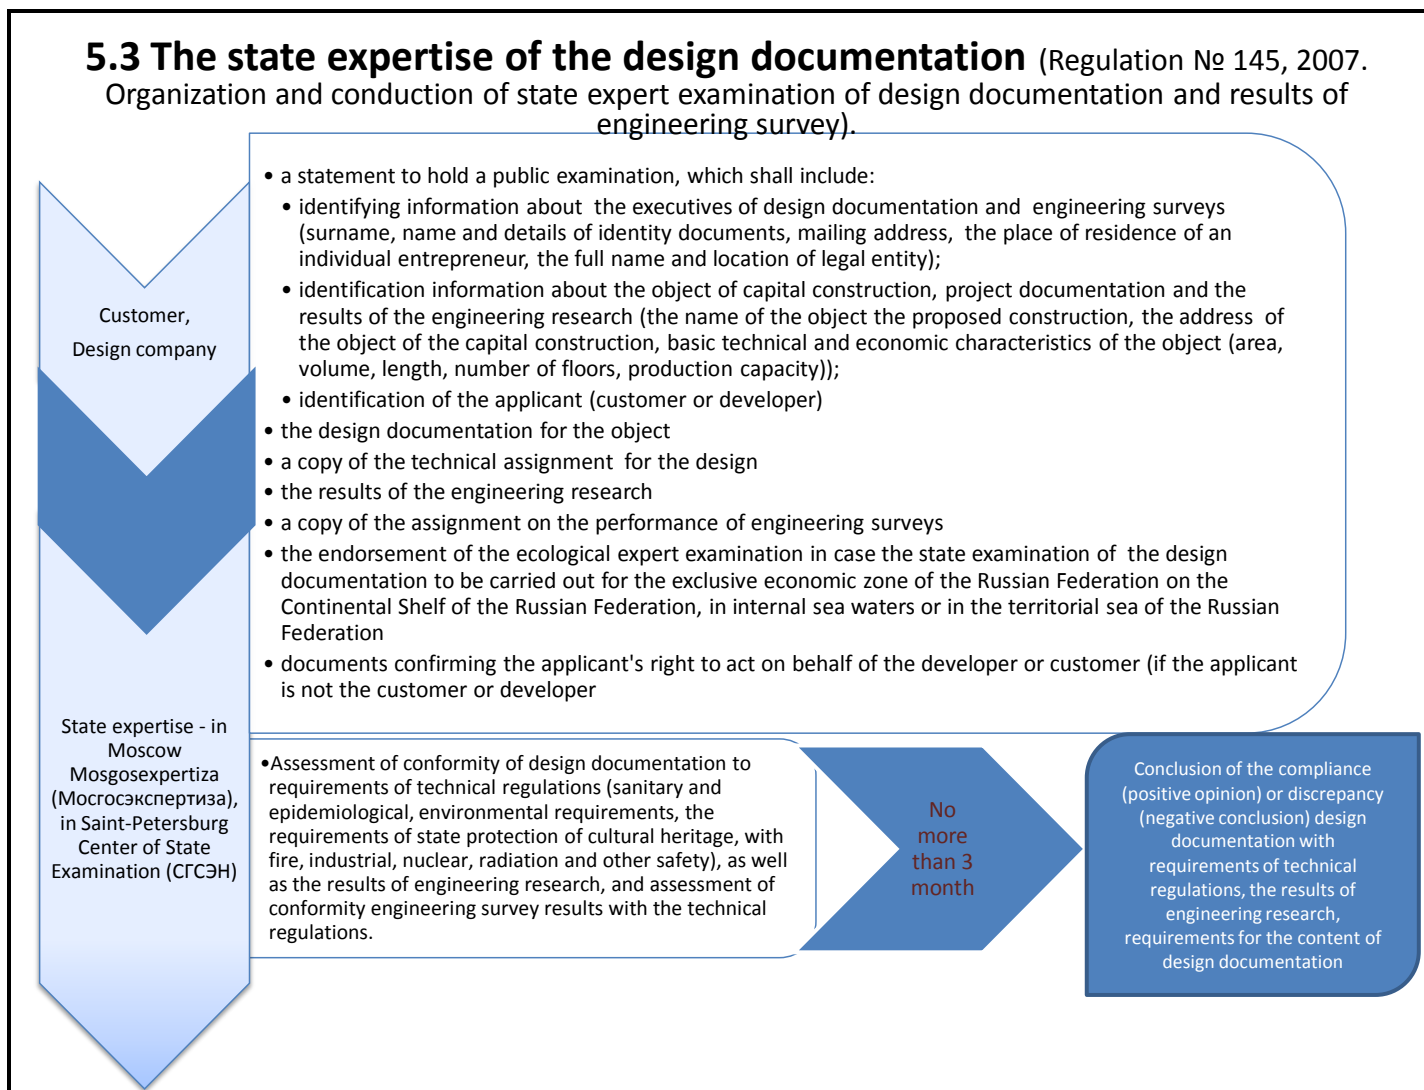 5.3 The state expertise of the design documentation (Regulation № 145, 2007.
Organization and conduction of state expert examination of design documentation and results of
engineering survey).
Customer,
Design company
• a statement to hold a public examination, which shall include:
• identifying information about the executives of design documentation and engineering surveys
(surname, name and details of identity documents, mailing address, the place of residence of an
individual entrepreneur, the full name and location of legal entity);
• identification information about the object of capital construction, project documentation and the
results of the engineering research (the name of the object the proposed construction, the address of
the object of the capital construction, basic technical and economic characteristics of the object (area,
volume, length, number of floors, production capacity));
• identification of the applicant (customer or developer)
• the design documentation for the object
• a copy of the technical assignment for the design
• the results of the engineering research
• a copy of the assignment on the performance of engineering surveys
• the endorsement of the ecological expert examination in case the state examination of the design
documentation to be carried out for the exclusive economic zone of the Russian Federation on the
Continental Shelf of the Russian Federation, in internal sea waters or in the territorial sea of the Russian
Federation
• documents confirming the applicant's right to act on behalf of the developer or customer (if the applicant
is not the customer or developer
State expertise - in
Moscow
Mosgosexpertiza
(Мосгосэкспертиза),
in Saint-Petersburg
Center of State
Examination (СГСЭН)
•Assessment of conformity of design documentation to
requirements of technical regulations (sanitary and
epidemiological, environmental requirements, the
requirements of state protection of cultural heritage, with
fire, industrial, nuclear, radiation and other safety), as well
as the results of engineering research, and assessment of
conformity engineering survey results with the technical
regulations.
No
more
than 3
month
Conclusion of the compliance
(positive opinion) or discrepancy
(negative conclusion) design
documentation with
requirements of technical
regulations, the results of
engineering research,
requirements for the content of
design documentation